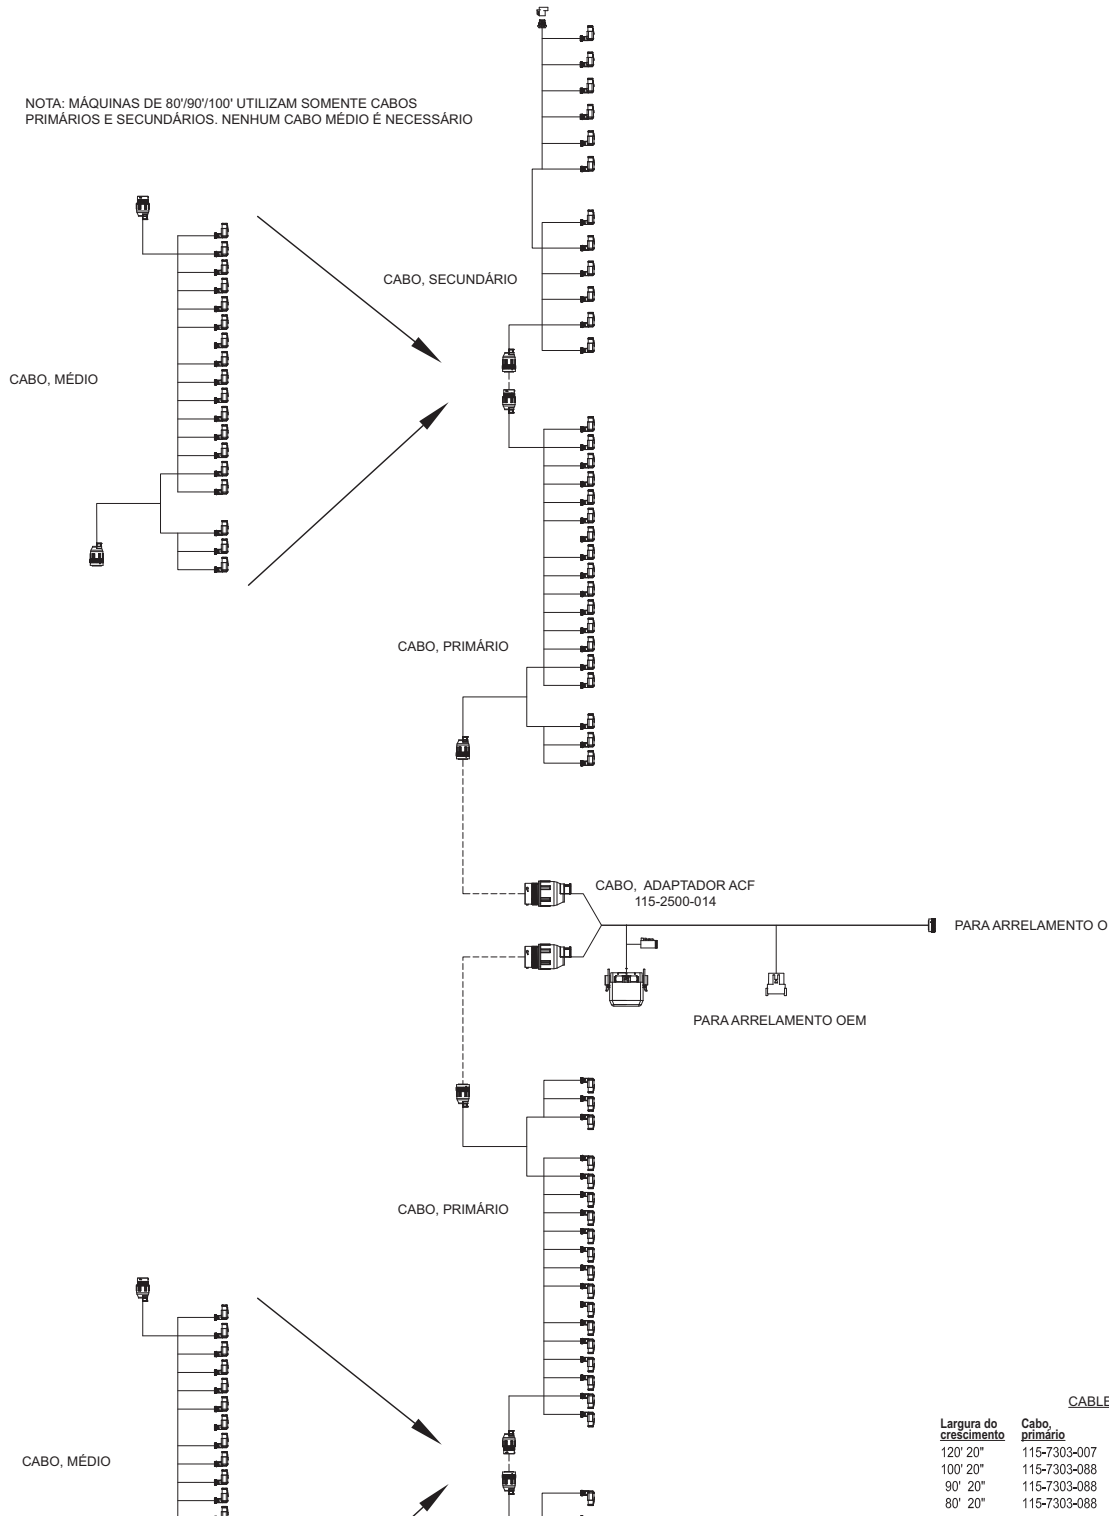 NOTA: MÁQUINAS DE 80'/90'/100' UTILIZAM SOMENTE CABOS
PRIMÁRIOS E SECUNDÁRIOS. NENHUM CABO MÉDIO É NECESSÁRIO
CABO, SECUNDÁRIO
CABO, MÉDIO
CABO, PRIMÁRIO
CABO, ADAPTADOR ACF
115-2500-014
PARA ARRELAMENTO O
PARA ARRELAMENTO OEM
CABO, PRIMÁRIO
CABO, MÉDIO
CABLE
Largura do crescimento Cabo, primário
120' 20" 115-7303-007
100' 20" 115-7303-088
90' 20" 115-7303-088
80' 20" 115-7303-088